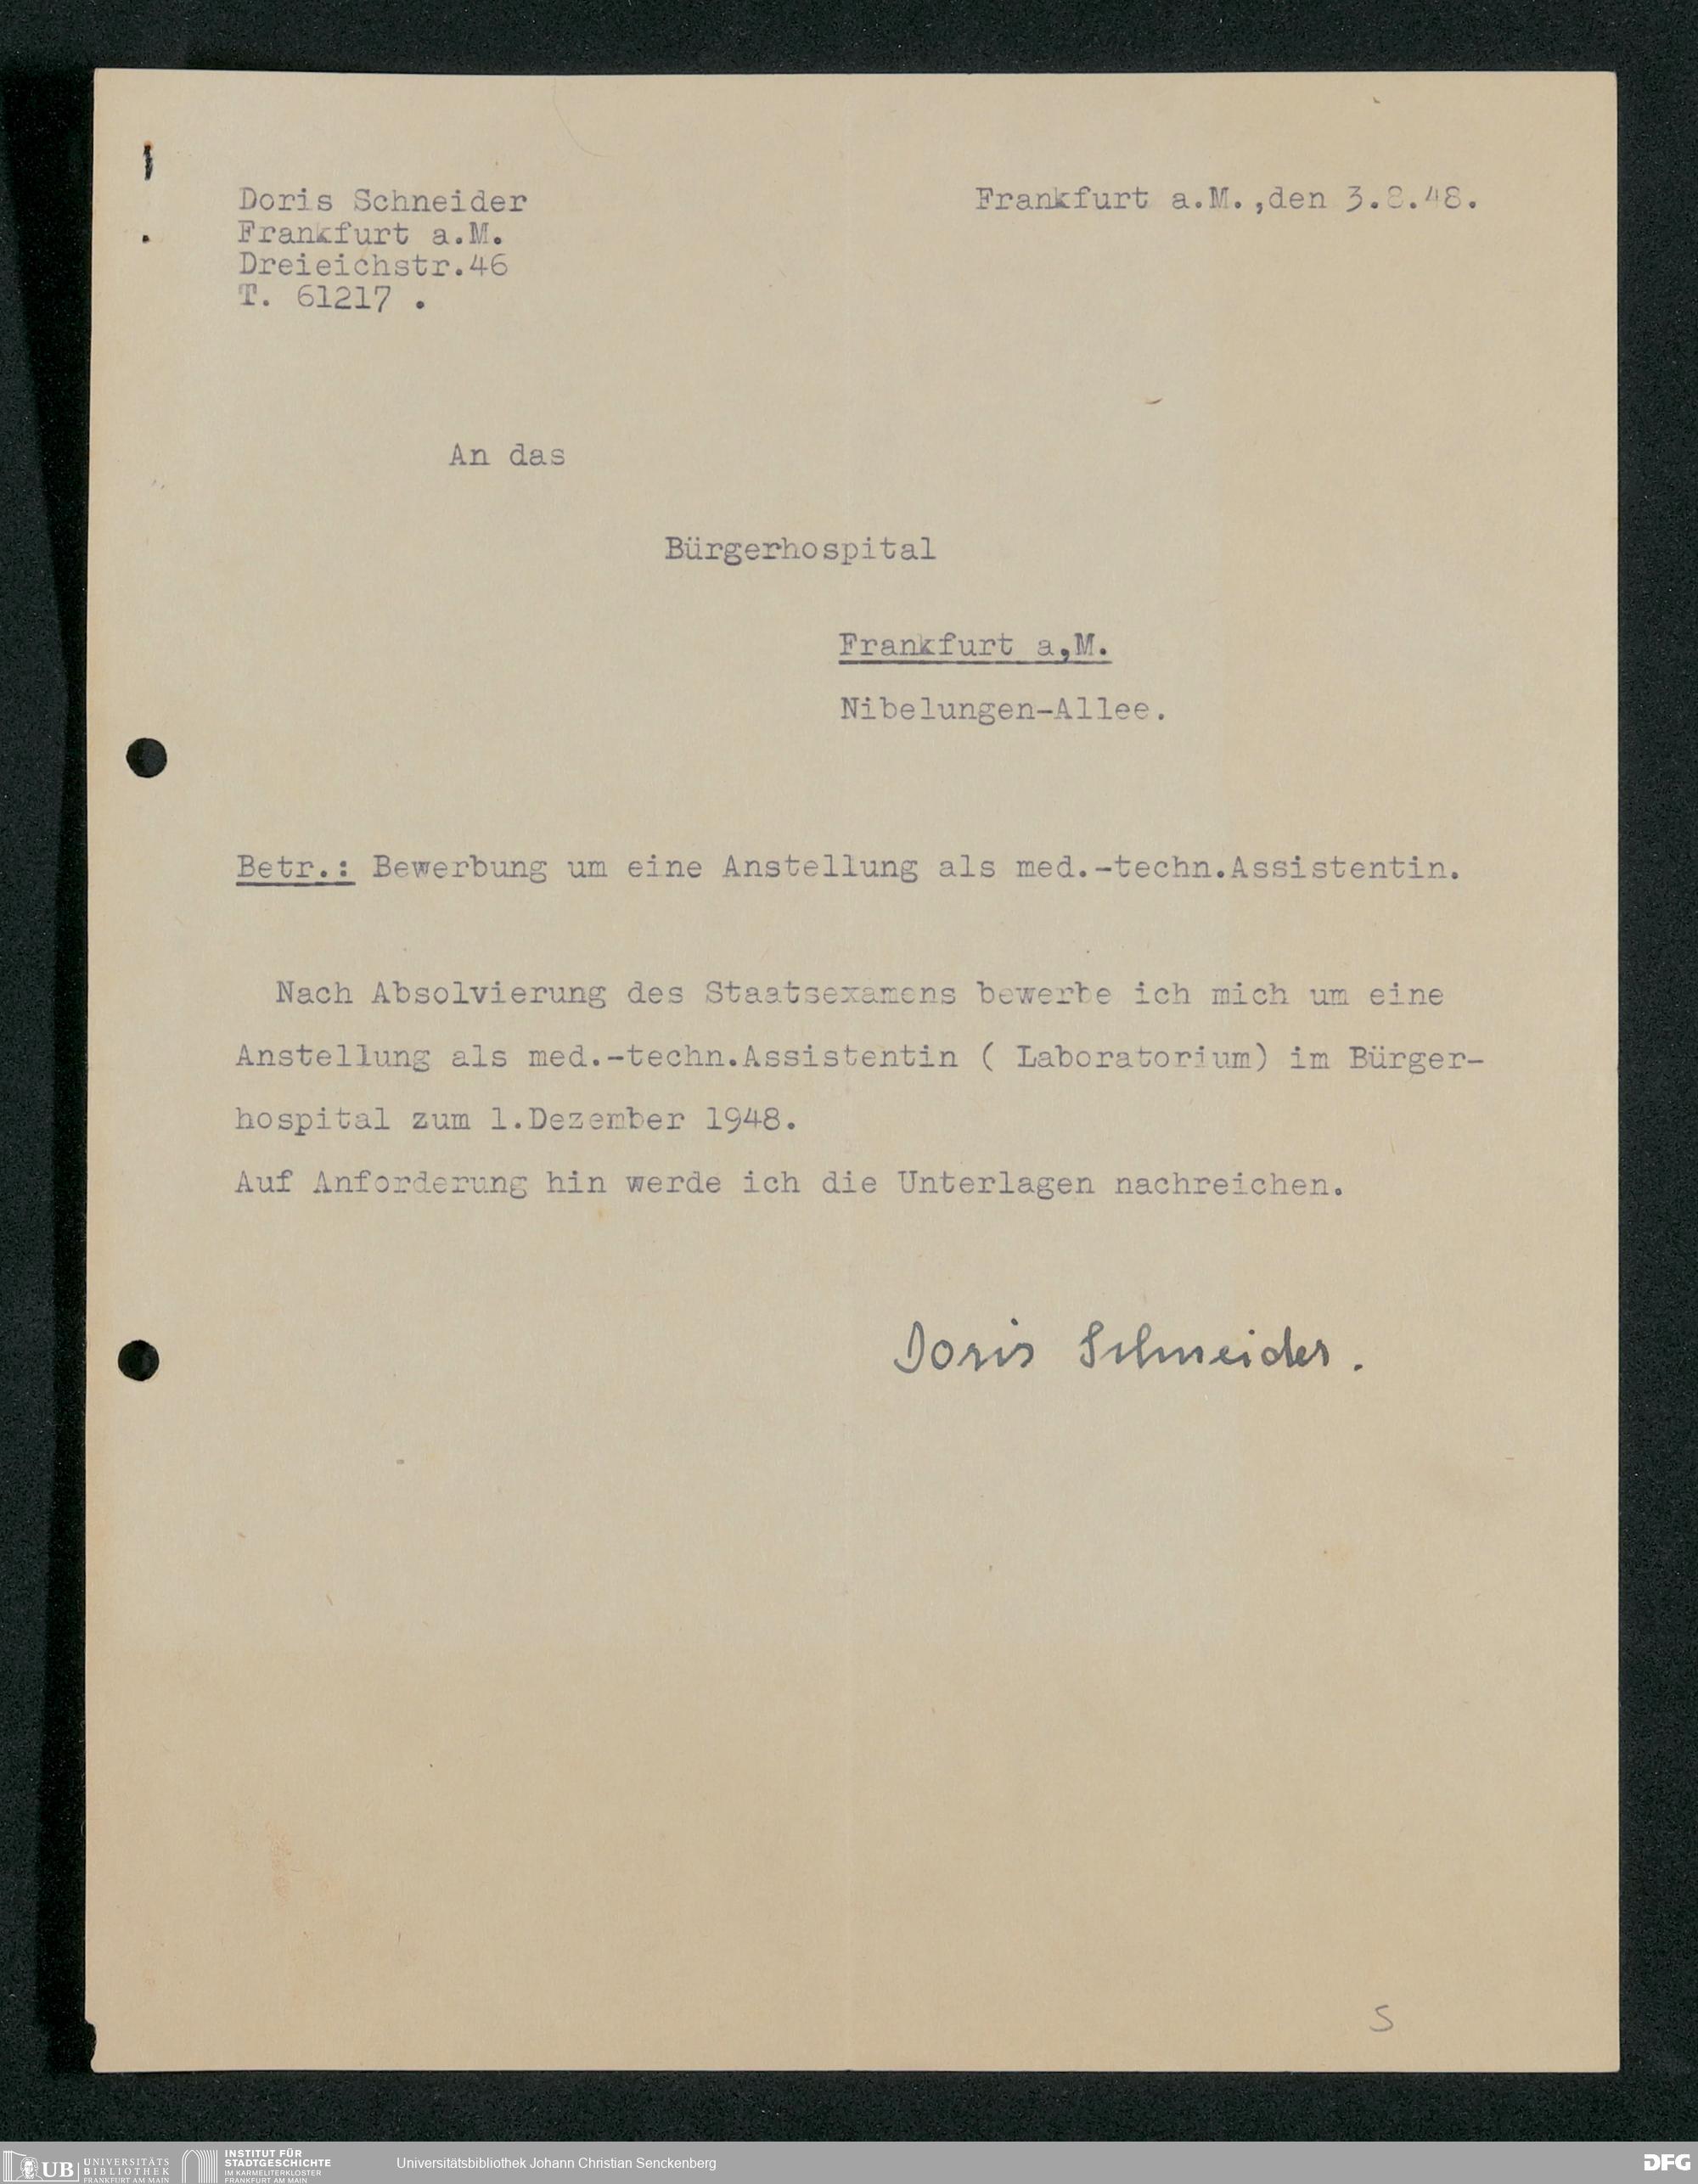 Doris Schneider
Frankfurt a.M.
Dreieichstr.46
T. 61217 .
Frankfurt a.M.,den 3.8.48.
An das
Bürgerhospital
Frankfurt a,M.
Nibelungen-Allee.
Betr.: Bewerbung um eine Anstellung als med.-techn.Assistentin.
Nach Absolvierung des Staatsexamens bewerbe ich mich um eine
Anstellung als med.-techn.Assistentin ( Laboratorium) im Bürger-
hospital zum 1.Dezember 1948.
Auf Anforderung hin werde ich die Unterlagen nachreichen.
Doris Schneider.
S
UB
UNIVERSITÄTS
BIBLIOTHEK
FRANKFURT AM MAIN
INSTITUT FÜR
STADTGESCHICHTE
IM KARMELITERKLOSTER
FRANKFURT AM MAIN
Universitätsbibliothek Johann Christian Senckenberg
DFG